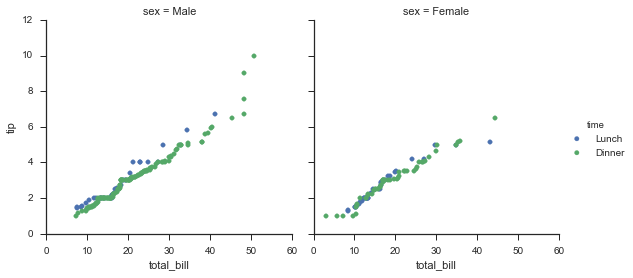 sex = Male
sex = Female
12
10
8
6
4
2
0
tip
0 10 20 30 40 50 60
0 10 20 30 40 50 60
total_bill
total_bill
time
Lunch
Dinner